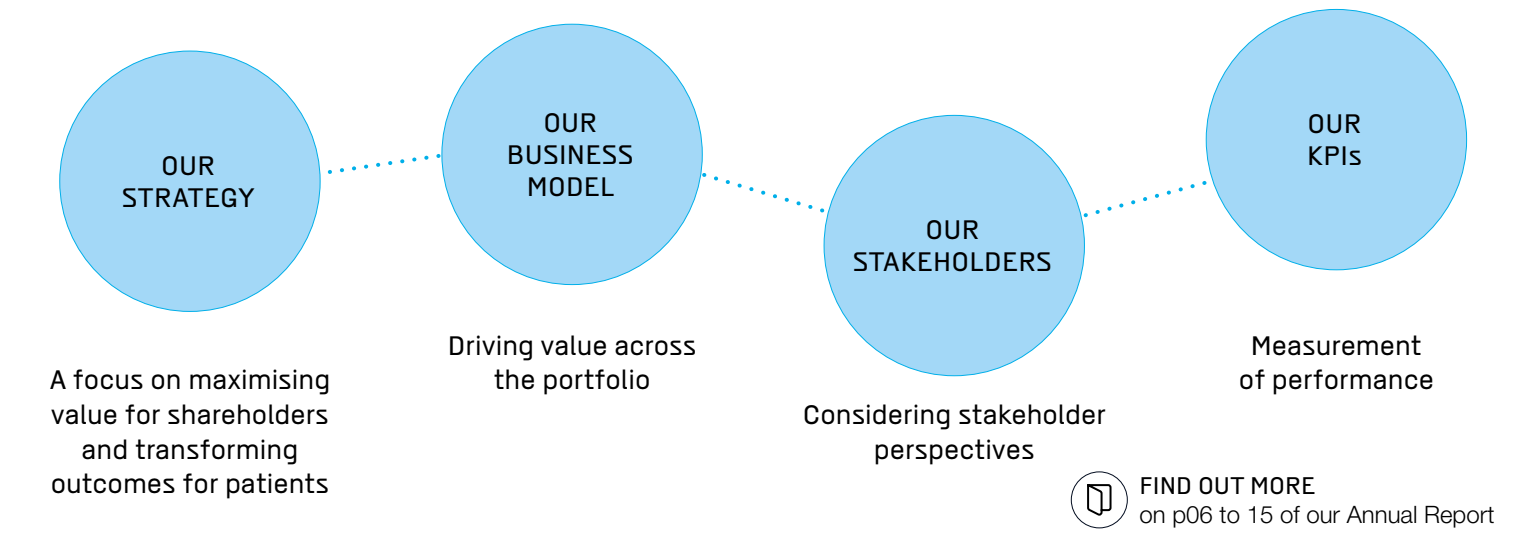 OUR
STRATEGY
A focus on maximising
value for shareholders
and transforming
outcomes for patients
OUR
BUSINESS
MODEL
Driving value across
the portfolio
OUR
STAKEHOLDERS
Considering stakeholder
perspectives
OUR
KPIs
Measurement
of performance
FIND OUT MORE
on p06 to 15 of our Annual Report